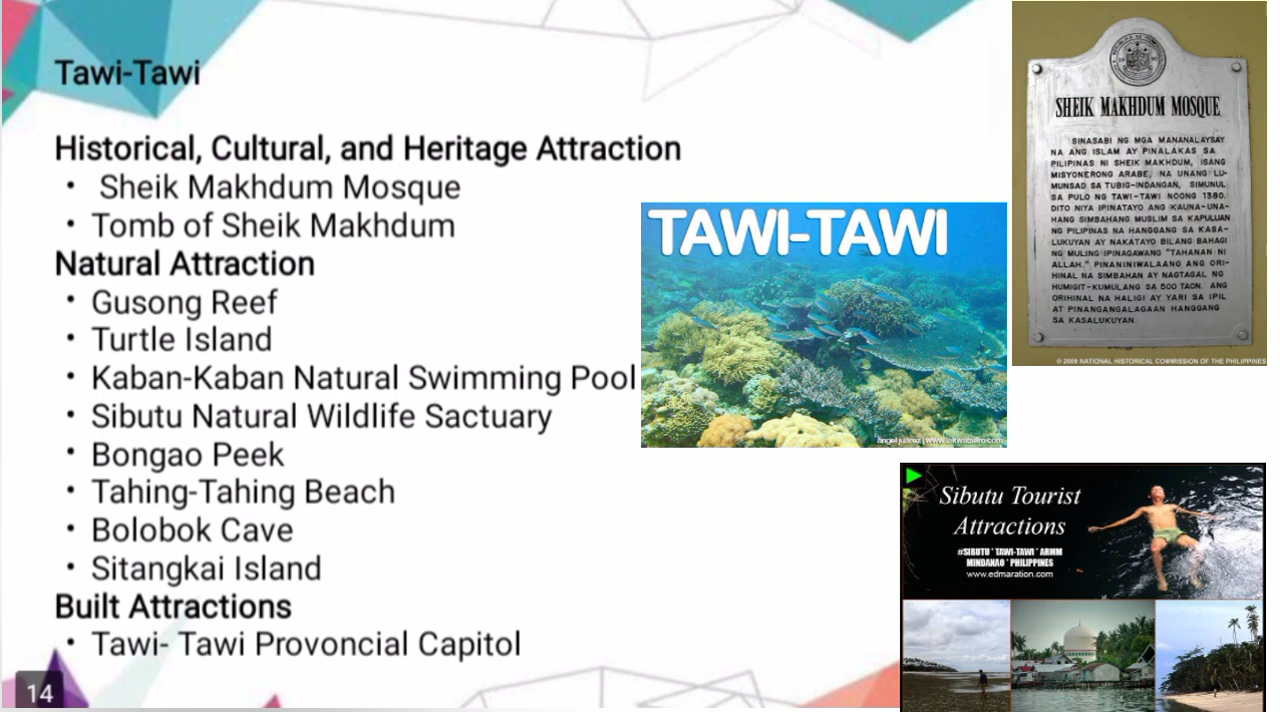 Tawi-Tawi
Historical, Cultural, and Heritage Attraction
• Sheik Makhdum Mosque
• Tomb of Sheik Makhdum
Natural Attraction
• Gusong Reef
• Turtle Island
• Kaban-Kaban Natural Swimming Pool
• Sibutu Natural Wildlife Sactuary
• Bongao Peek
• Tahing-Tahing Beach
• Bolobok Cave
• Sitangkai Island
Built Attractions
• Tawi- Tawi Provoncial Capitol
14
TAWI-TAWI
angel juarez | www.lakwatsero.com
SHEIK MAKHDUM MOSQUE
SINASABI NG MGA MANANALAYSAY
NA ANG ISLAM AY PINALAKAS SA
PILIPINAS NI SHEIK MAKHDUM, ISANG
MISYONERONG ARABE, NA UNANG LU-
MUNSAD SA TUBIG-INDANGAN, SIMUNUL
SA PULO NG TAWI-TAWI NOONG 1380.
DITO NIYA IPINATAYO ANG KAUNA-UNA-
HANG SIMBAHANG MUSLIM SA KAPULUAN
NG PILIPINAS NA HANGGANG SA KASA-
LUKUYAN AY NAKATAYO BILANG BAHAGI
NG MULING IPINAGAWANG "TAHANAN NI
ALLAH." PINANINIWALAANG ANG ORI-
HINAL NA SIMBAHAN AY NAGTAGAL NG
HUMIGIT-KUMULANG SA 500 TAON. ANG
ORIHINAL NA HALIGI AY YARI SA IPIL
AT PINANGANGALAGAAN HANGGANG
SA KASALUKUYAN.
© 2009 NATIONAL HISTORICAL COMMISSION OF THE PHILIPPINES
Sibutu Tourist
Attractions
#SIBUTU * TAWI-TAWI * ARMM
MINDANAO * PHILIPPINES
www.edmaration.com